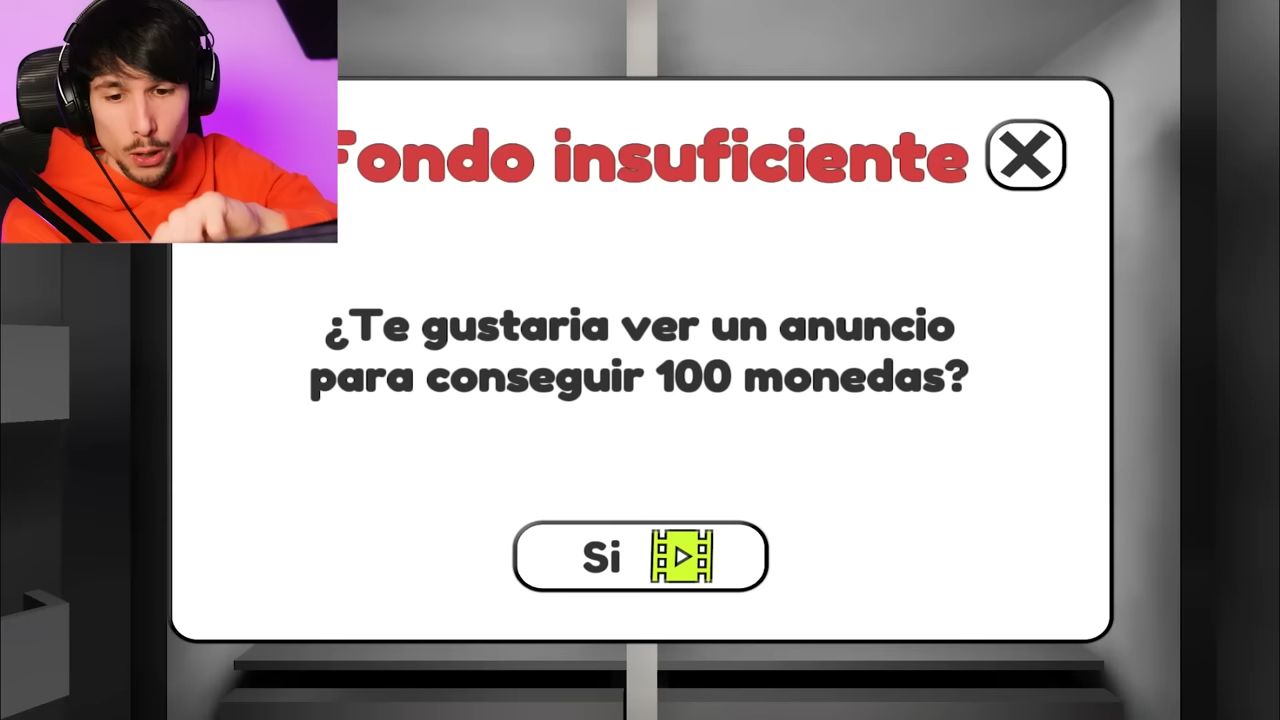 Fondo insuficiente
¿Te gustaria ver un anuncio
para conseguir 100 monedas?
Si